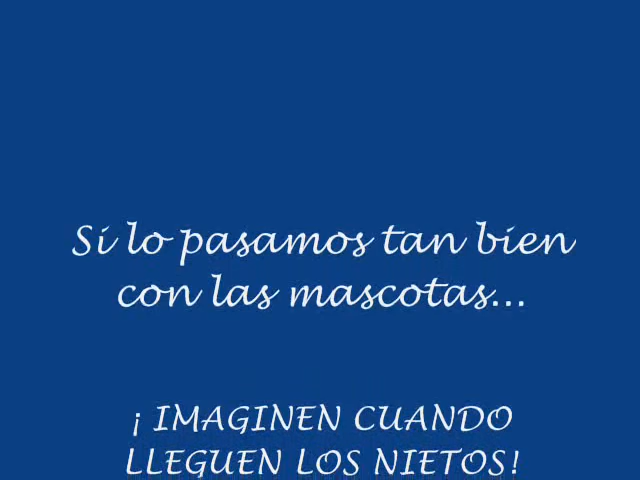 Si lo pasamos tan bien
con las mascotas...
¡ IMAGINEN CUANDO
LLEGUEN LOS NIETOS!